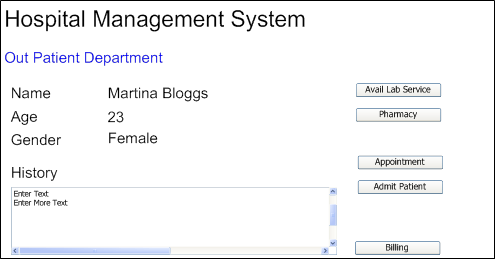 Hospital Management System
Out Patient Department
Name Martina Bloggs Avail Lab Service
Age 23 Pharmacy
Gender Female
Appointment
History Admit Patient
Enter Text
Enter More Text
Billing